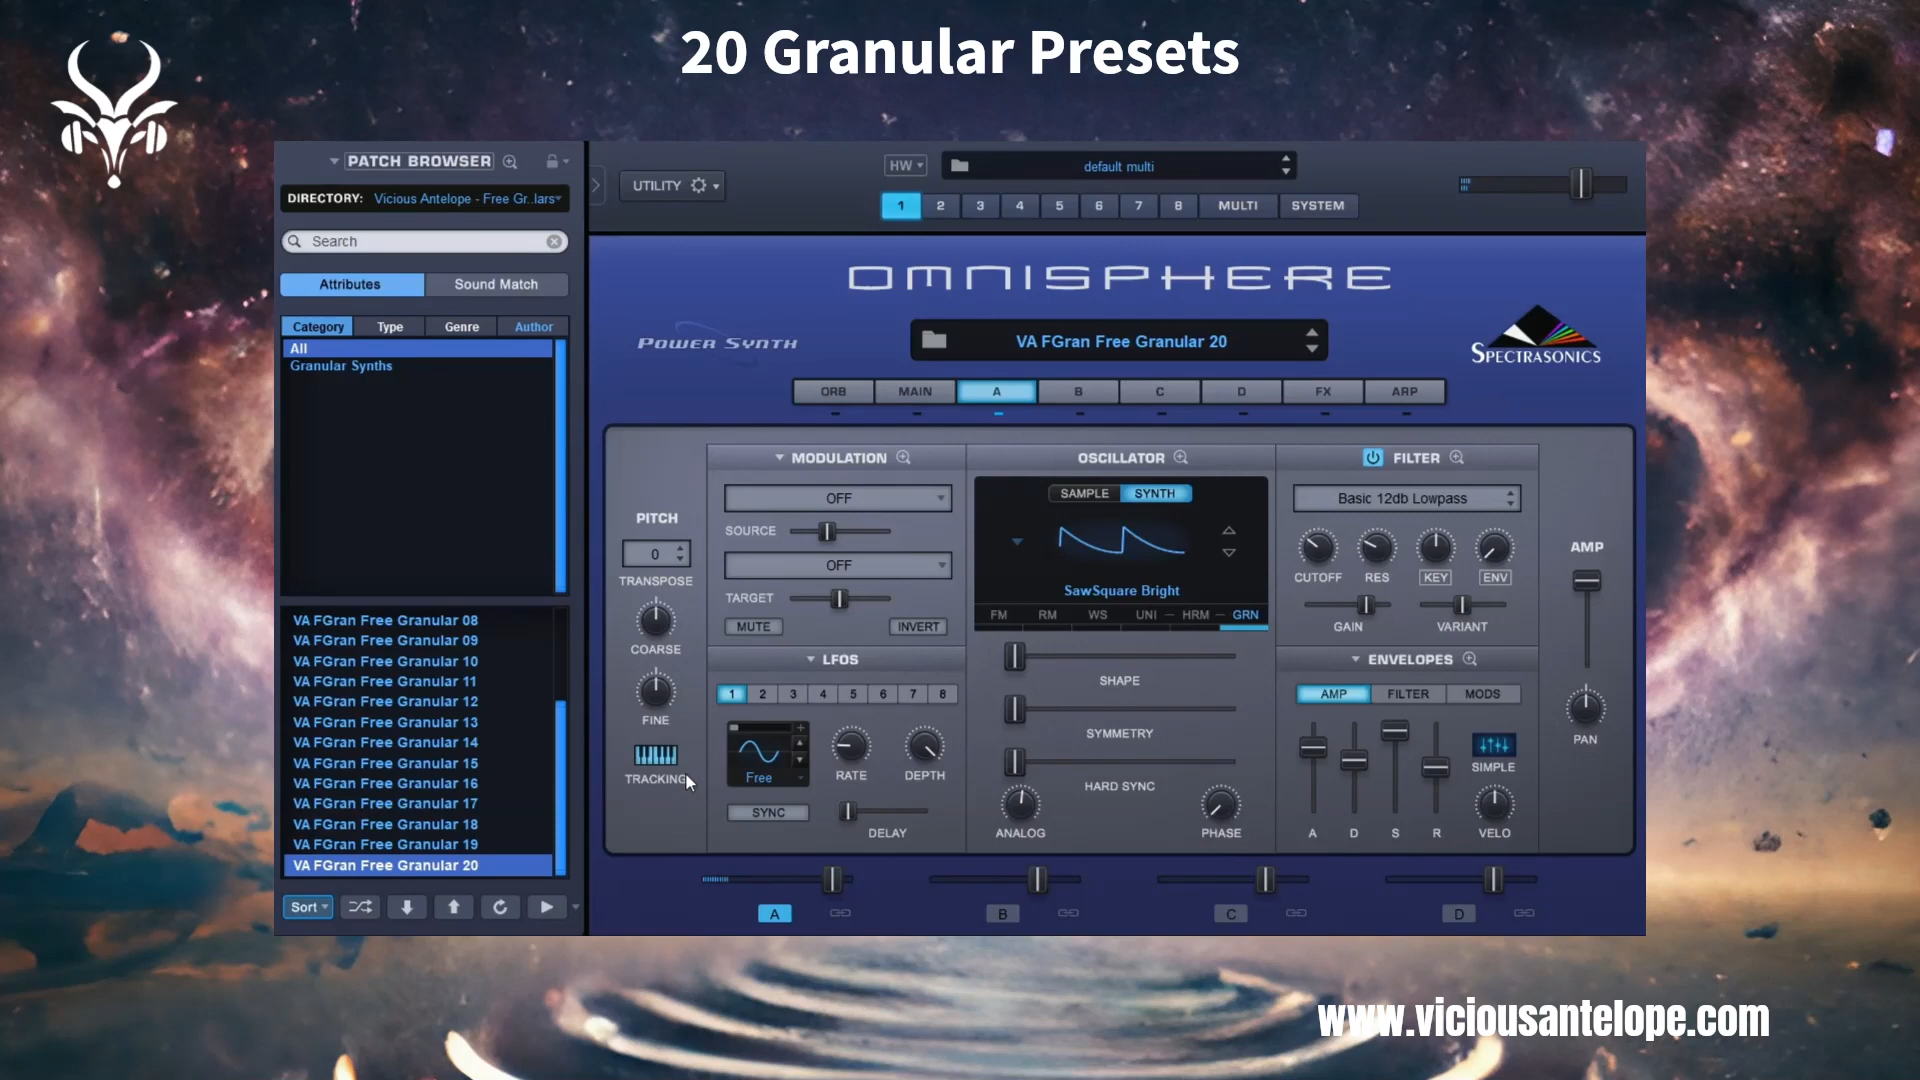 20 Granular Presets
PATCH BROWSER
DIRECTORY: Vicious Antelope - Free Gr..lars
Search
Attributes
Sound Match
Category
Type
Genre
Author
All
Granular Synths
VA FGran Free Granular 08
VA FGran Free Granular 09
VA FGran Free Granular 10
VA FGran Free Granular 11
VA FGran Free Granular 12
VA FGran Free Granular 13
VA FGran Free Granular 14
VA FGran Free Granular 15
VA FGran Free Granular 16
VA FGran Free Granular 17
VA FGran Free Granular 18
VA FGran Free Granular 19
VA FGran Free Granular 20
Sort
UTILITY
HW
default multi
1 2 3 4 5 6 7 8 MULTI SYSTEM
OMNISPHERE
POWER SYNTH
VA FGran Free Granular 20
SPECTRASONICS
ORB MAIN A B C D FX ARP
PITCH
0
TRANSPOSE
COARSE
FINE
TRACKING
MODULATION
OFF
SOURCE
OFF
TARGET
MUTE
INVERT
LFOS
1 2 3 4 5 6 7 8
Free
RATE
DEPTH
SYNC
DELAY
OSCILLATOR
SAMPLE
SYNTH
SawSquare Bright
FM RM WS UNI HRM GRN
SHAPE
SYMMETRY
HARD SYNC
ANALOG
PHASE
FILTER
Basic 12db Lowpass
CUTOFF RES KEY ENV
GAIN
VARIANT
ENVELOPES
AMP FILTER MODS
SIMPLE
A D S R
VELO
AMP
PAN
A
B
C
D
www.viciousantelope.com